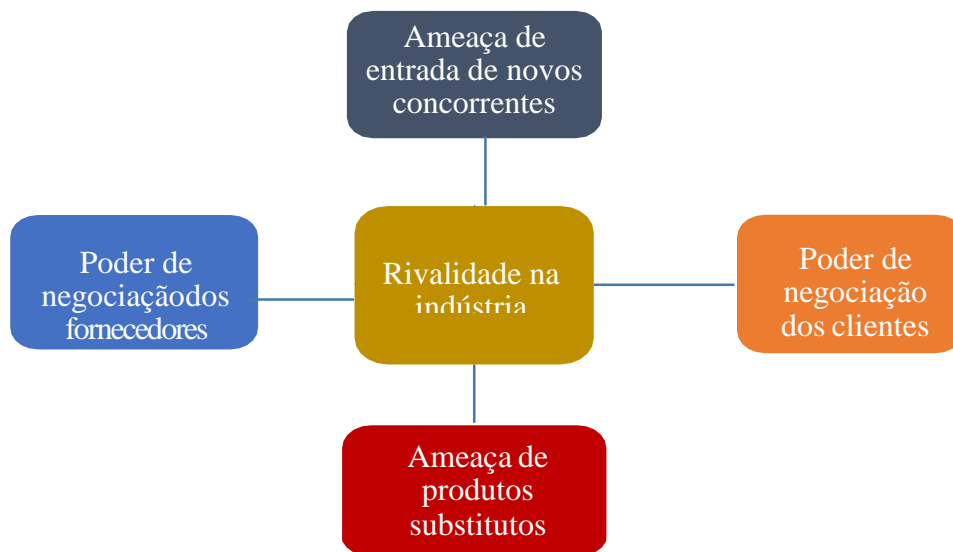 Ameaça de
entrada de novos
concorrentes
Poder de
negociaçãodos
fornecedores
Rivalidade na
indústria
Poder de
negociação
dos clientes
Ameaça de
produtos
substitutos